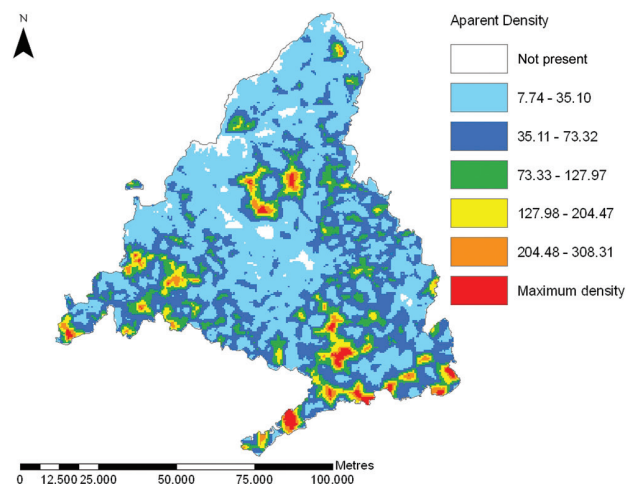 N
Aparent Density
Not present
7.74 - 35.10
35.11 - 73.32
73.33 - 127.97
127.98 - 204.47
204.48 - 308.31
Maximum density
Metres
0 12.500 25.000 50.000 75.000 100.000